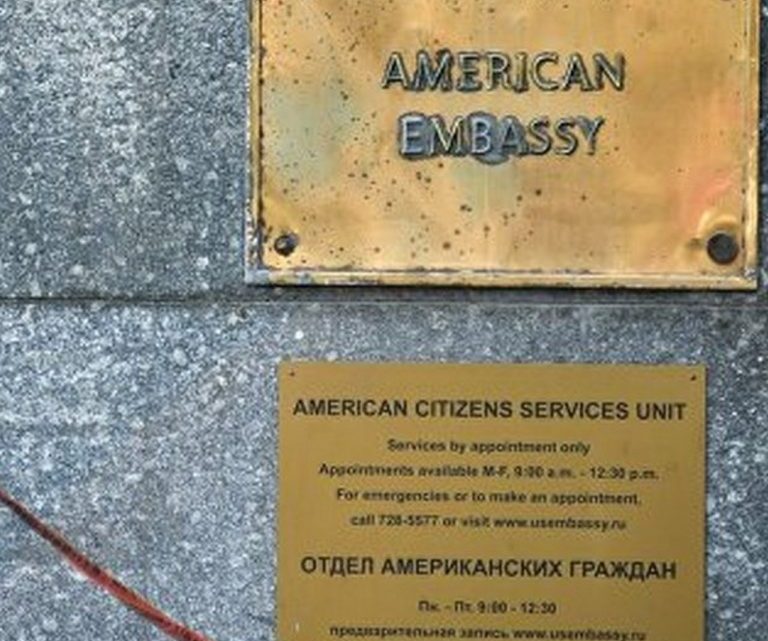 AMERICAN
EMBASSY
AMERICAN CITIZENS SERVICES UNIT
Services by appointment only
Appointments available M-F, 9:00 a.m. - 12:30 p.m.
For emergencies or to make an appointment,
call 728-5577 or visit www.usembassy.ru
ОТДЕЛ АМЕРИКАНСКИХ ГРАЖДАН
Пн. - Пт. 9:00 - 12:30
предварительная запись www.usembassy.ru